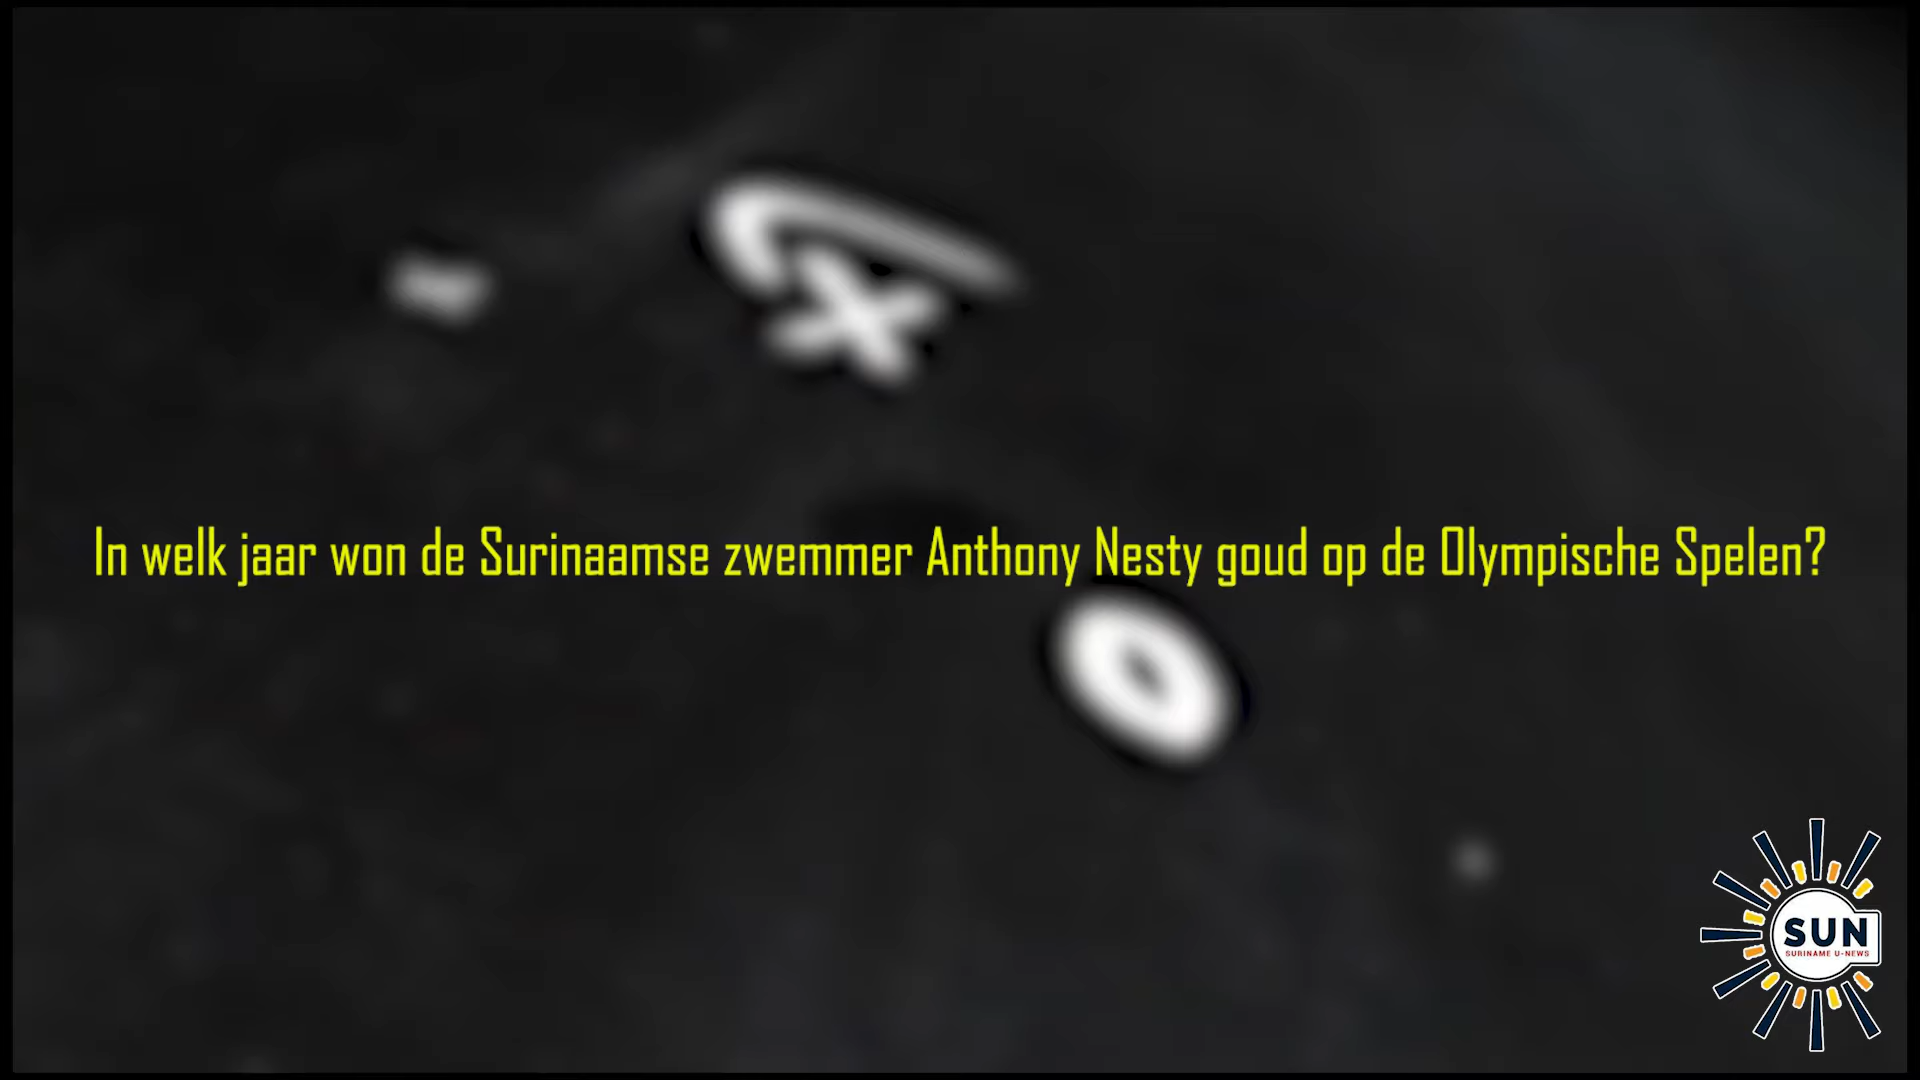 In welk jaar won de Surinaamse zwemmer Anthony Nesty goud op de Olympische Spelen?
SUN
SURINAME U-NEWS